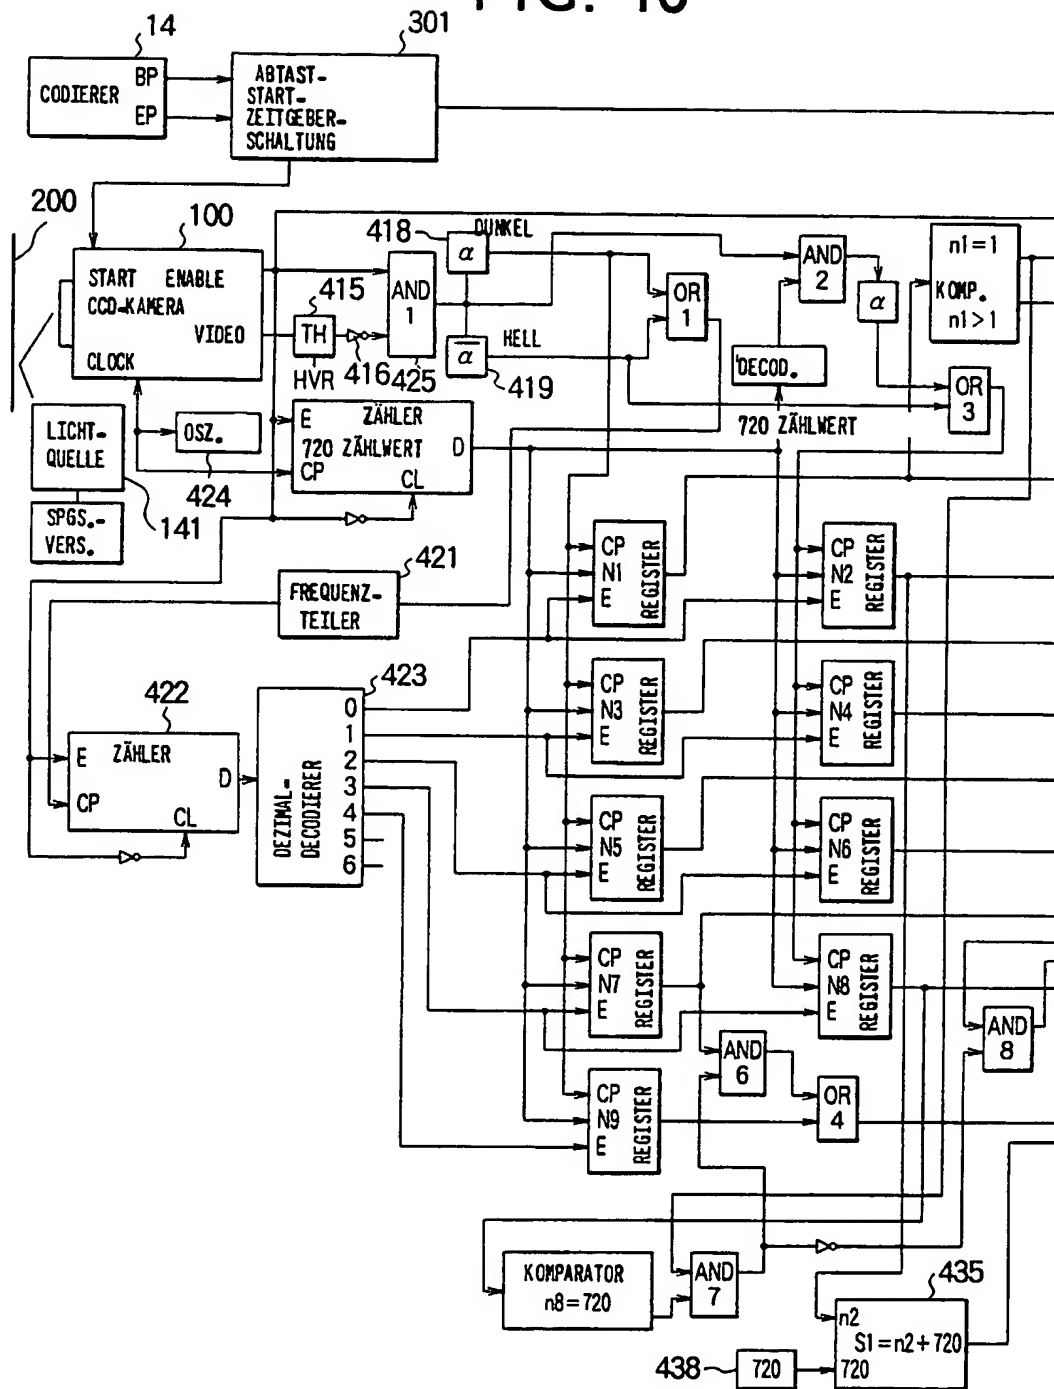 FIG. 10
14
301
CODIERER
BP
EP
ABTAST-
START-
ZEITGEBER-
SCHALTUNG
200
100
START ENABLE
CCD-KAMERA
VIDEO
CLOCK
415
TH
HVR
416
AND
1
425
418
DUNKEL
α
α
HELL
419
OR
1
AND
2
α
'DECOD.
720 ZÄHLWERT
OR
3
n1 = 1
KOMP.
n1 > 1
LICHT-
QUELLE
141
SPGS.-
VERS.
OSZ.
424
E
ZÄHLER
720 ZÄHLWERT
D
CP
CL
FREQUENZ-
TEILER
421
422
E
ZÄHLER
D
CP
CL
423
DEZIMAL-
DECODIERER
0
1
2
3
4
5
6
CP
N1
E
REGISTER
CP
N2
E
REGISTER
CP
N3
E
REGISTER
CP
N4
E
REGISTER
CP
N5
E
REGISTER
CP
N6
E
REGISTER
CP
N7
E
REGISTER
CP
N8
E
REGISTER
CP
N9
E
REGISTER
AND
6
OR
4
AND
8
KOMPARATOR
n8 = 720
AND
7
435
n2
S1 = n2 + 720
720
438
720